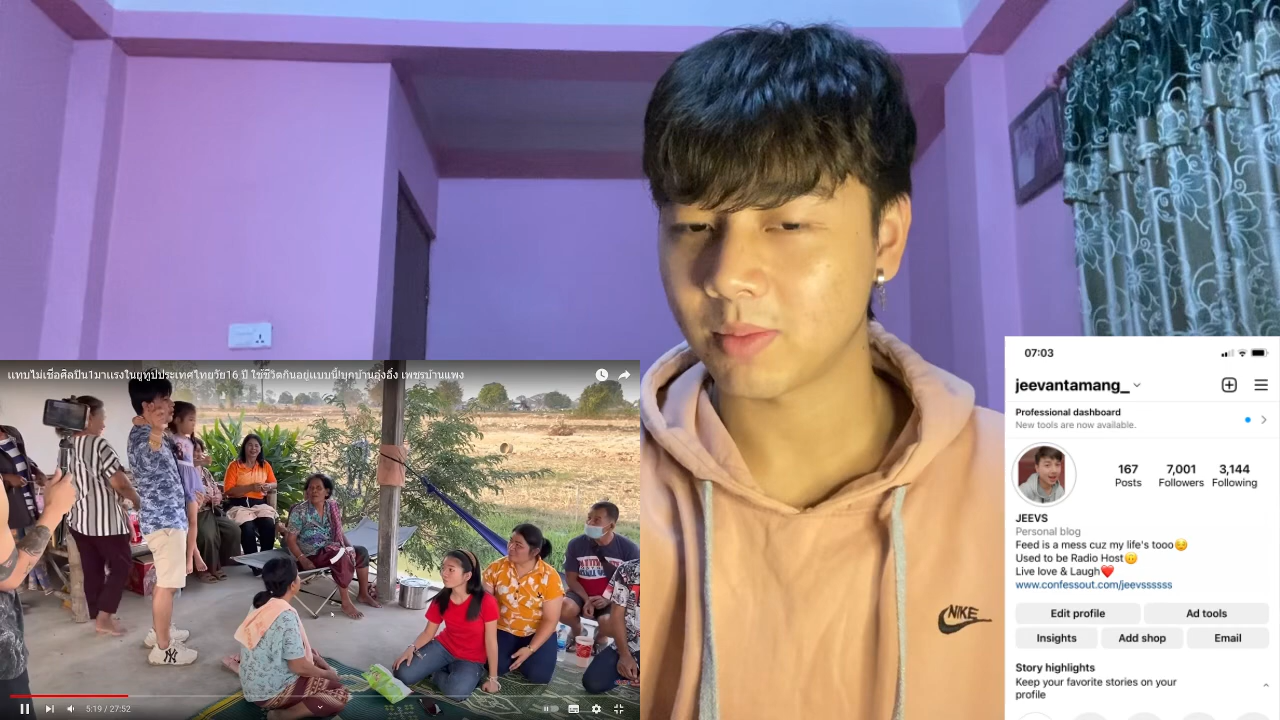 แทบไม่เชื่อศิลปิน1มาแรงในยูทูปประเทศไทยวัย16 ปี ใช้ชีวิตกินอยู่แบบนี้!บุกบ้านอุ๋งอิ๋ง เพชรบ้านแพง
NY
5:19 / 27:52
NIKE
07:03
jeevantamang_
Professional dashboard
New tools are now available.
167 7,001 3,144
Posts Followers Following
JEEVS
Personal blog
Feed is a mess cuz my life's tooo😏
Used to be Radio Host🙃
Live love & Laugh❤️
www.confessout.com/jeevssssss
Edit profile Ad tools
Insights Add shop Email
Story highlights
Keep your favorite stories on your
profile